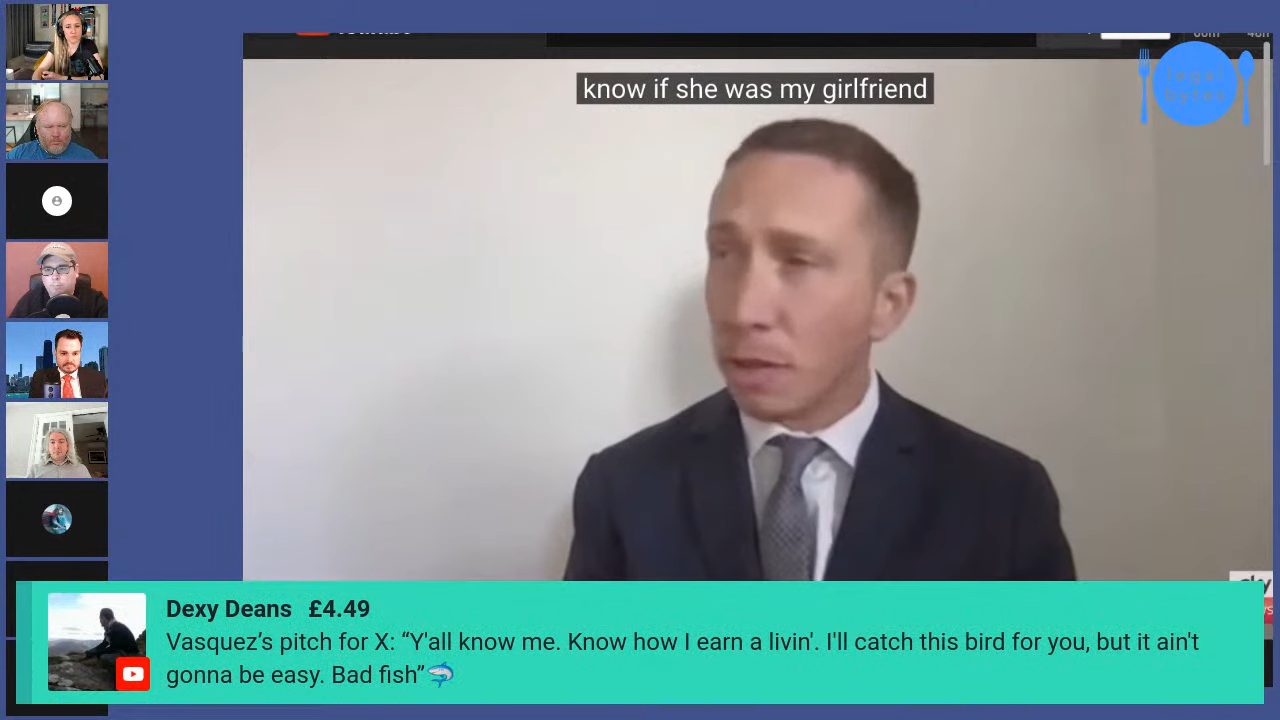 know if she was my girlfriend
legal
bytes
sky
Dexy Deans £4.49
Vasquez’s pitch for X: “Y'all know me. Know how I earn a livin'. I'll catch this bird for you, but it ain't
gonna be easy. Bad fish”🦈